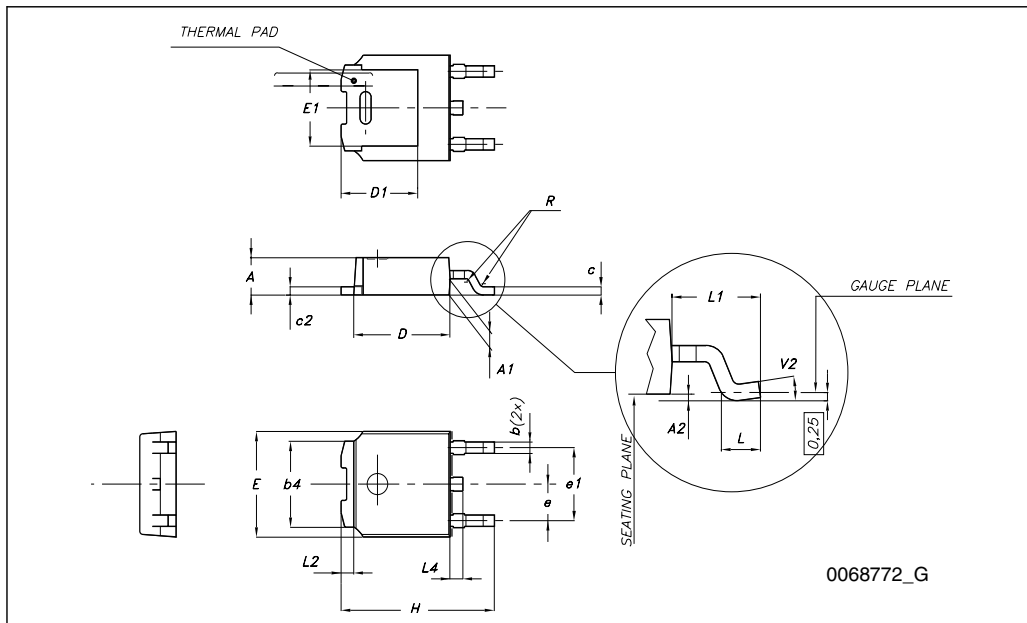 THERMAL PAD
E1
D1
R
A
c
c2
D
A1
L1
GAUGE PLANE
V2
A2
L
0,25
SEATING PLANE
b(2x)
E
b4
e
e1
L2
L4
H
0068772_G